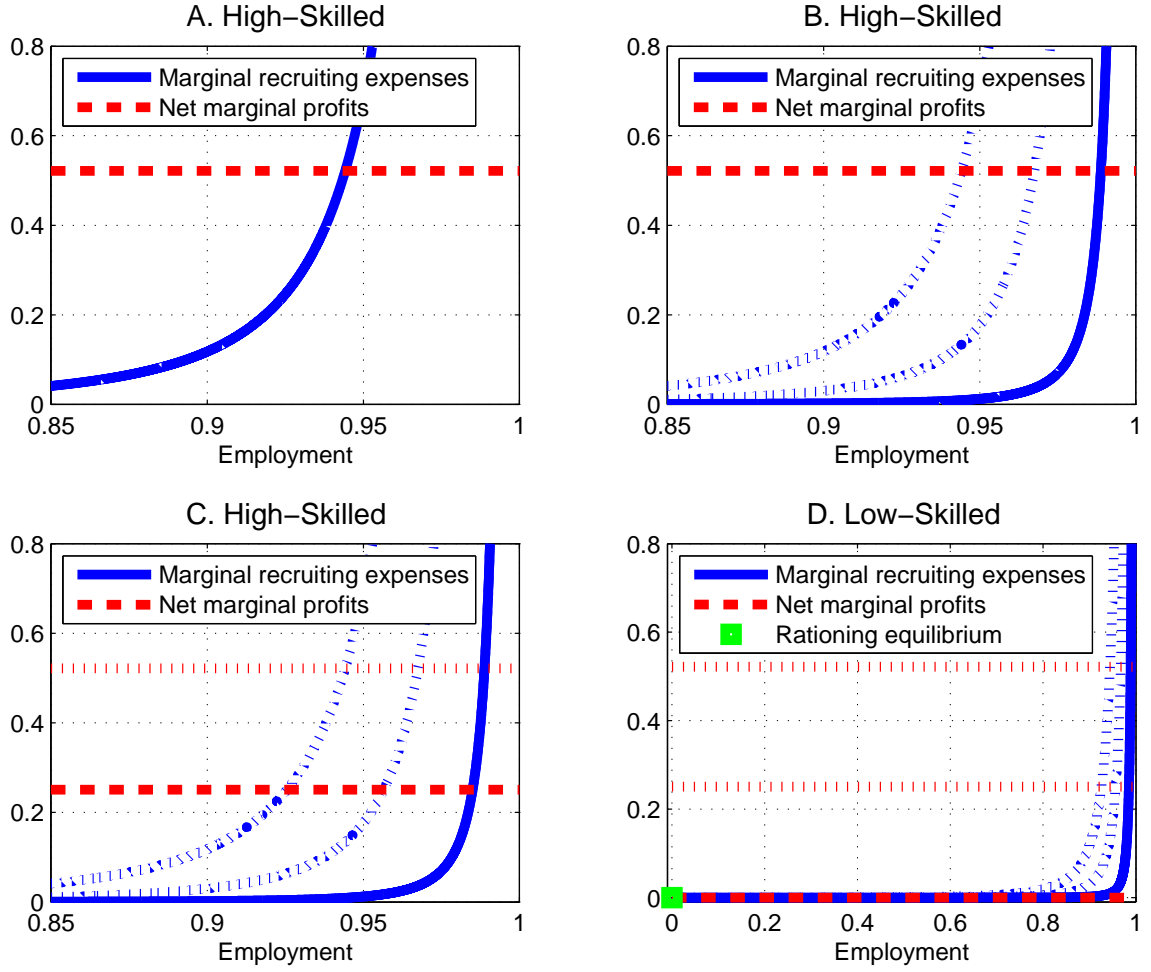 A. High−Skilled
0.8
0.6
0.4
0.2
0
Marginal recruiting expenses
Net marginal profits
0.85 0.9 0.95 1
Employment
B. High−Skilled
0.8
0.6
0.4
0.2
0
Marginal recruiting expenses
Net marginal profits
0.85 0.9 0.95 1
Employment
C. High−Skilled
0.8
0.6
0.4
0.2
0
Marginal recruiting expenses
Net marginal profits
0.85 0.9 0.95 1
Employment
D. Low−Skilled
0.8
0.6
0.4
0.2
0
Marginal recruiting expenses
Net marginal profits
Rationing equilibrium
0 0.2 0.4 0.6 0.8 1
Employment